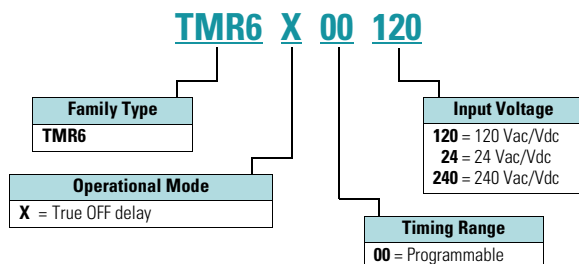 TMR6 X 00 120
Family Type
TMR6
Input Voltage
120 = 120 Vac/Vdc
24 = 24 Vac/Vdc
240 = 240 Vac/Vdc
Operational Mode
X = True OFF delay
Timing Range
00 = Programmable